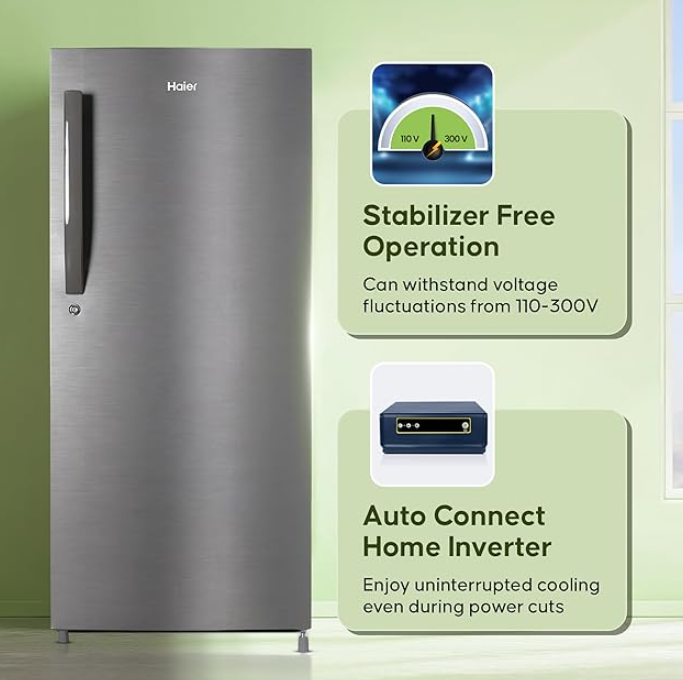 Haier
110 V
300 V
Stabilizer Free
Operation
Can withstand voltage
fluctuations from 110-300V
Auto Connect
Home Inverter
Enjoy uninterrupted cooling
even during power cuts